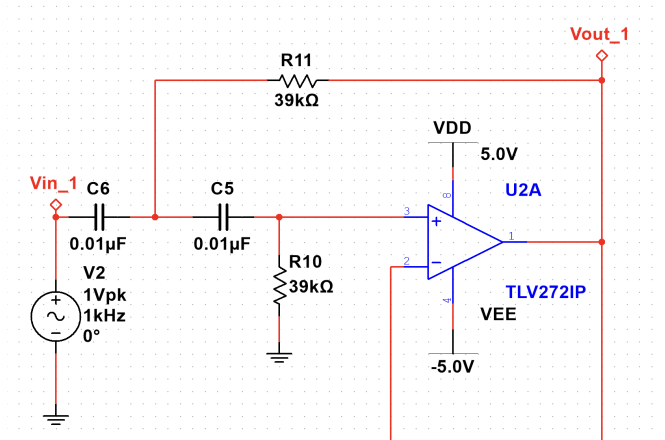 Vout_1
R11
39kΩ
VDD
5.0V
Vin_1
C6
C5
U2A
8
3
+
1
0.01µF
0.01µF
2
−
V2
R10
+
1Vpk
39kΩ
TLV272IP
1kHz
4
VEE
−
0°
-5.0V